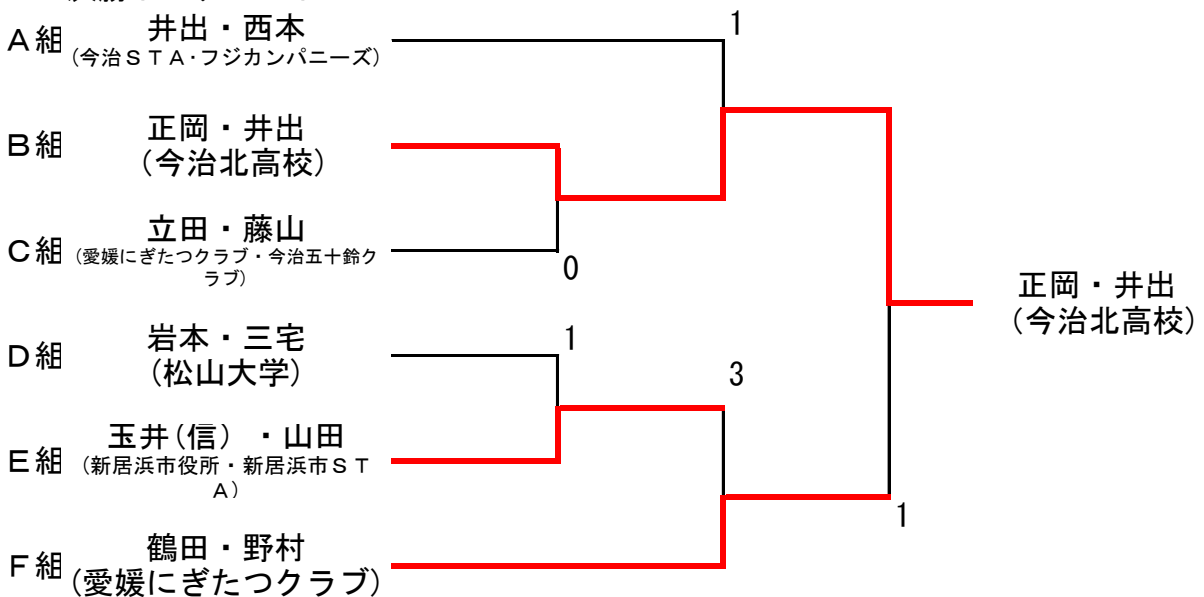 A組
井出・西本
(今治STA・フジカンパニーズ)
1
B組
正岡・井出
(今治北高校)
C組
立田・藤山
(愛媛にぎたつクラブ・今治五十鈴ク
ラブ)
0
正岡・井出
(今治北高校)
D組
岩本・三宅
(松山大学)
1
3
E組
玉井(信)・山田
(新居浜市役所・新居浜市ST
A)
1
F組
鶴田・野村
(愛媛にぎたつクラブ)